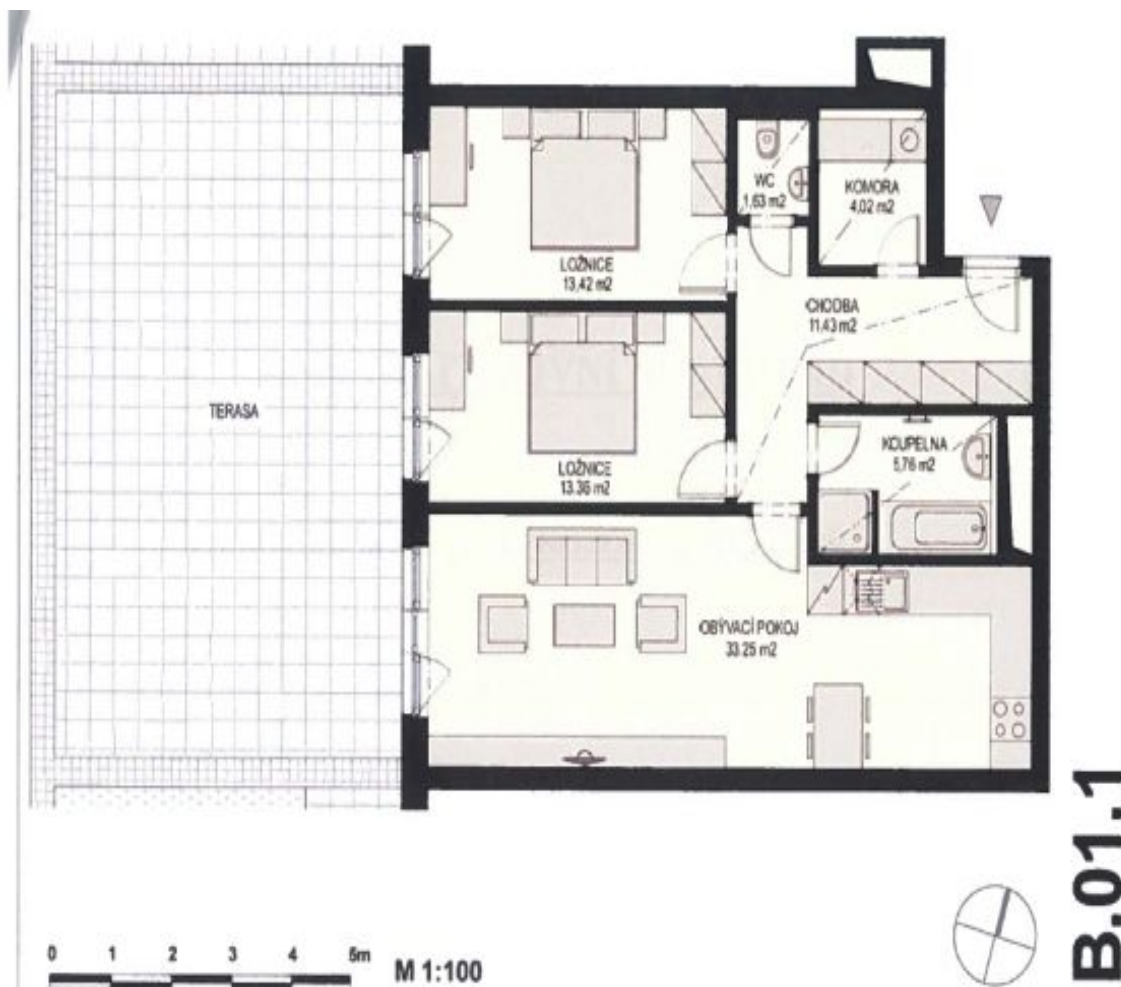 WC
1,63 m2
KOMORA
4,02 m2
LOŽNICE
13,42 m2
CHODBA
11.43 m2
TERASA
KOUPELNA
5,76 m2
LOŽNICE
13.36 m2
OBÝVACÍ POKOJ
33.25 m2
B.01.1
0 1 2 3 4 5m
M 1:100